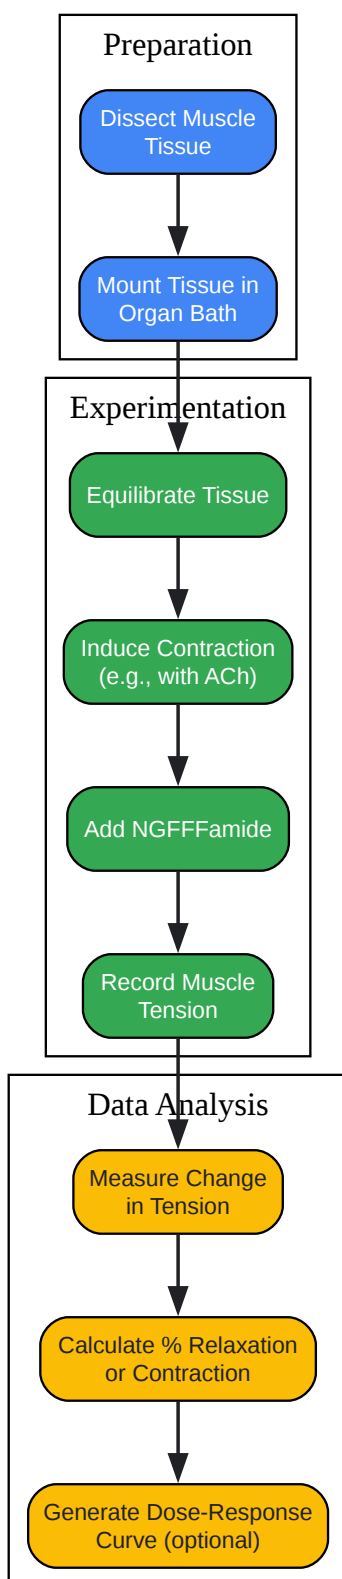 Preparation
Dissect Muscle
Tissue
Mount Tissue in
Organ Bath
Experimentation
Equilibrate Tissue
Induce Contraction
(e.g., with ACh)
Add NGFFFamide
Record Muscle
Tension
Data Analysis
Measure Change
in Tension
Calculate % Relaxation
or Contraction
Generate Dose-Response
Curve (optional)